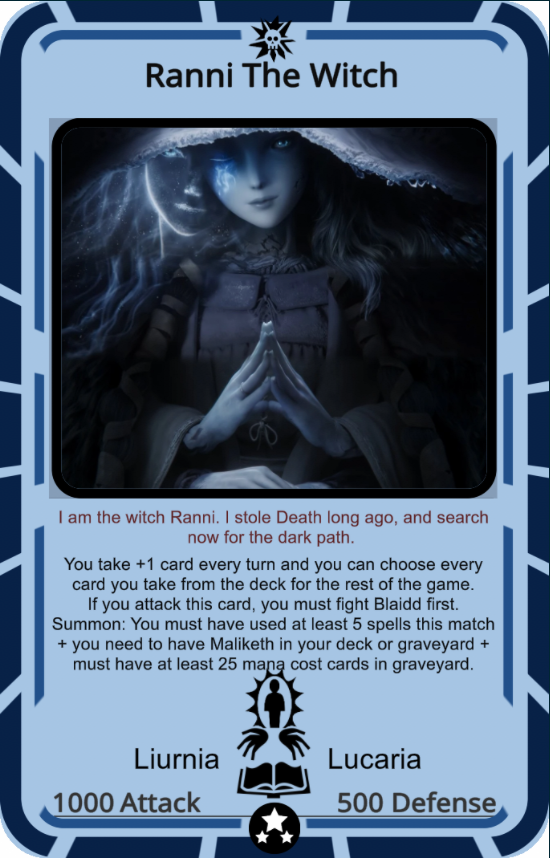 Ranni The Witch
I am the witch Ranni. I stole Death long ago, and search
now for the dark path.
You take +1 card every turn and you can choose every
card you take from the deck for the rest of the game.
If you attack this card, you must fight Blaidd first.
Summon: You must have used at least 5 spells this match
+ you need to have Maliketh in your deck or graveyard +
must have at least 25 mana cost cards in graveyard.
Liurnia
Lucaria
1000 Attack
500 Defense